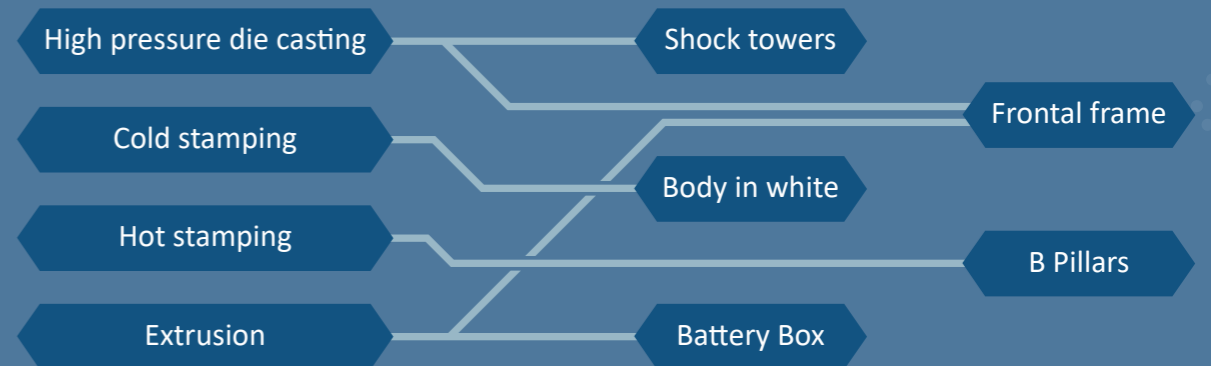 High pressure die casting
Shock towers
Frontal frame
Cold stamping
Body in white
Hot stamping
B Pillars
Extrusion
Battery Box